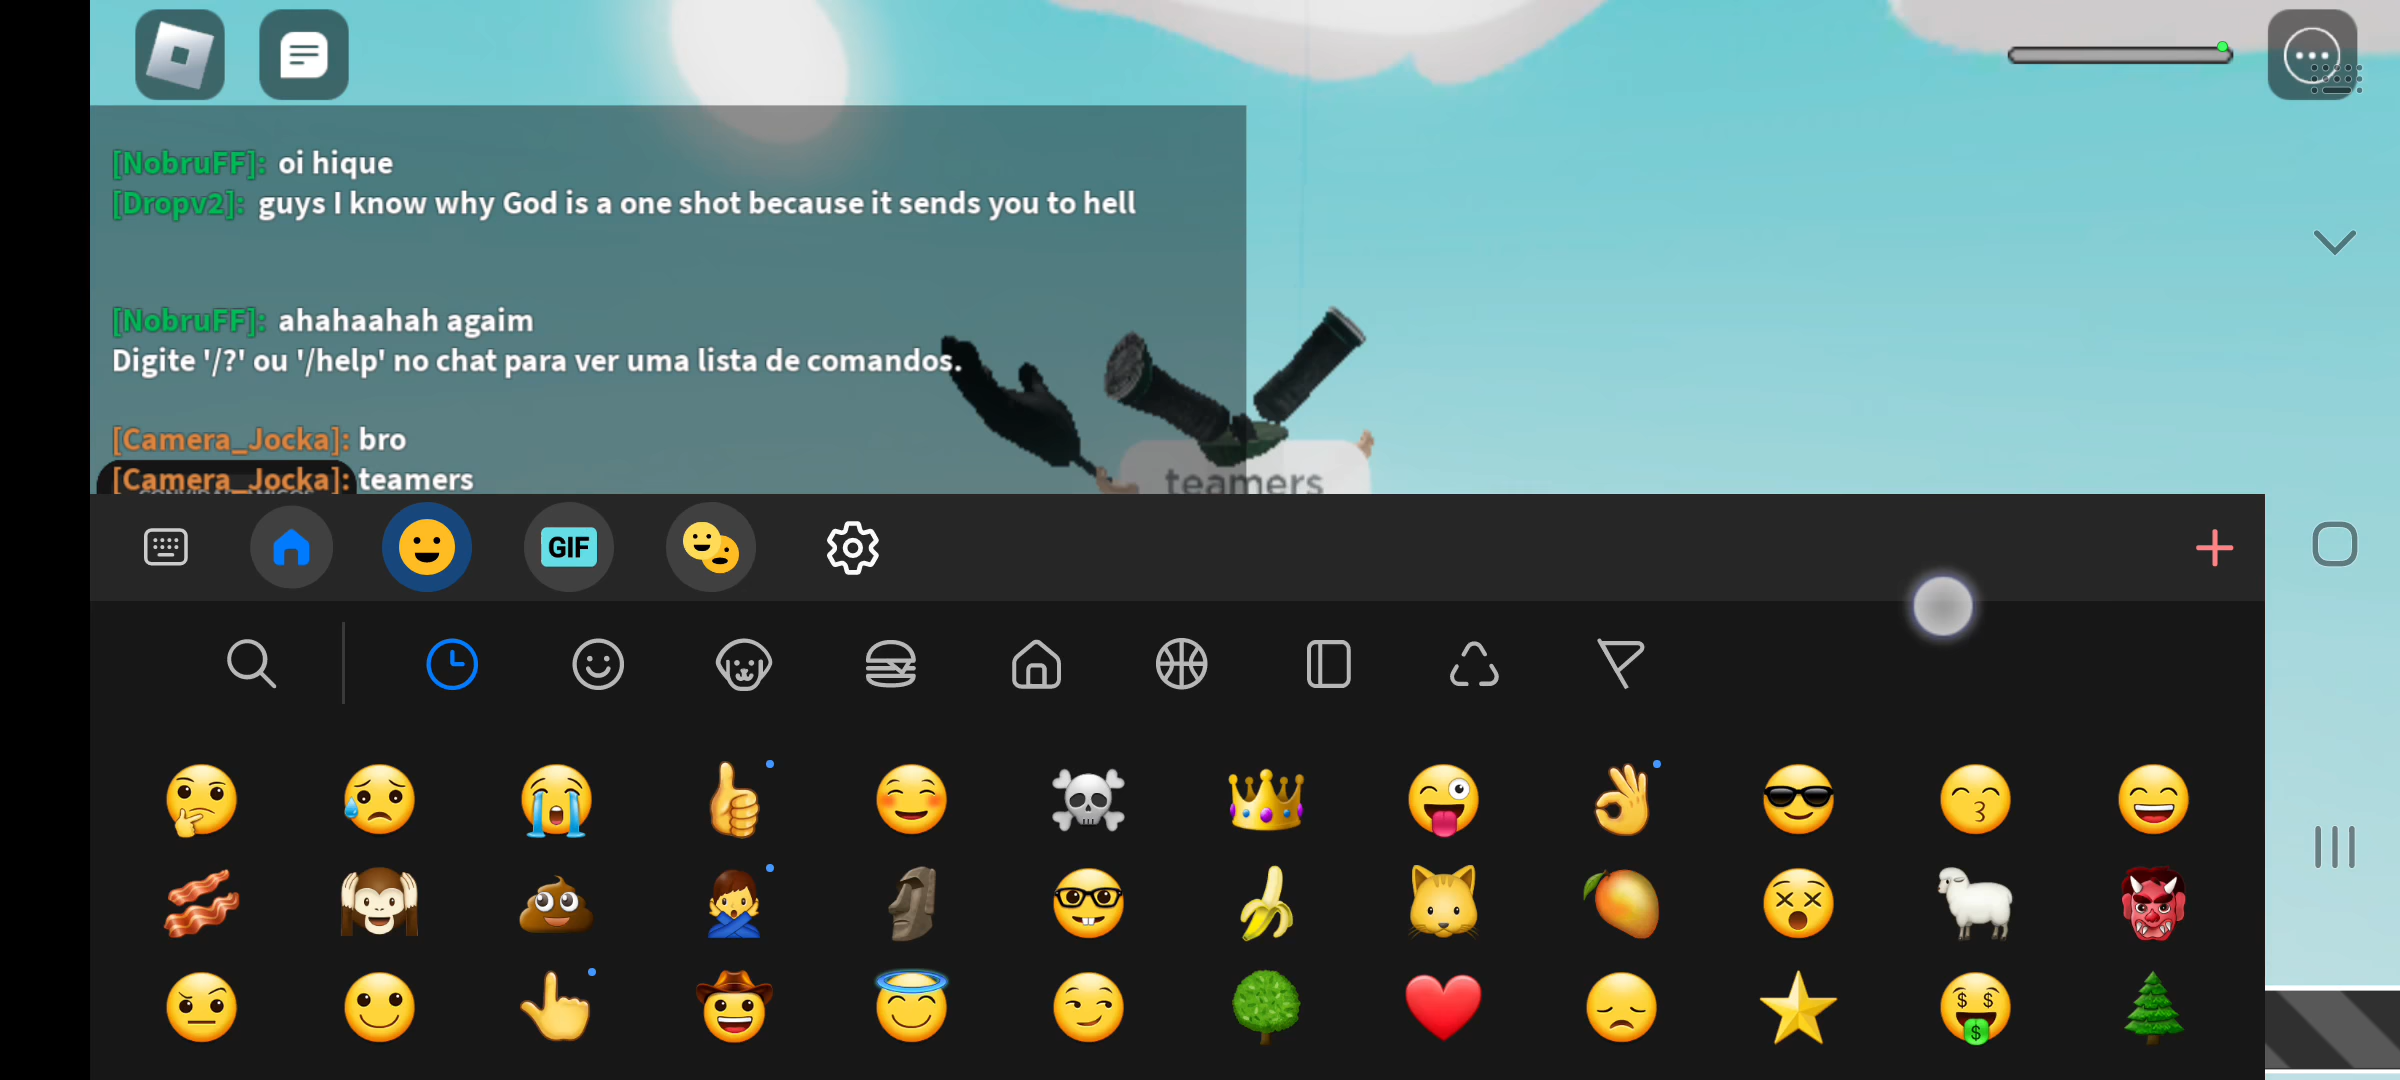 [NobruFF]: oi hique
[Dropv2]: guys I know why God is a one shot because it sends you to hell
[NobruFF]: ahahaahah agaim
Digite '/?' ou '/help' no chat para ver uma lista de comandos.
[Camera_Jocka]: bro
[Camera_Jocka]: teamers
teamers
GIF